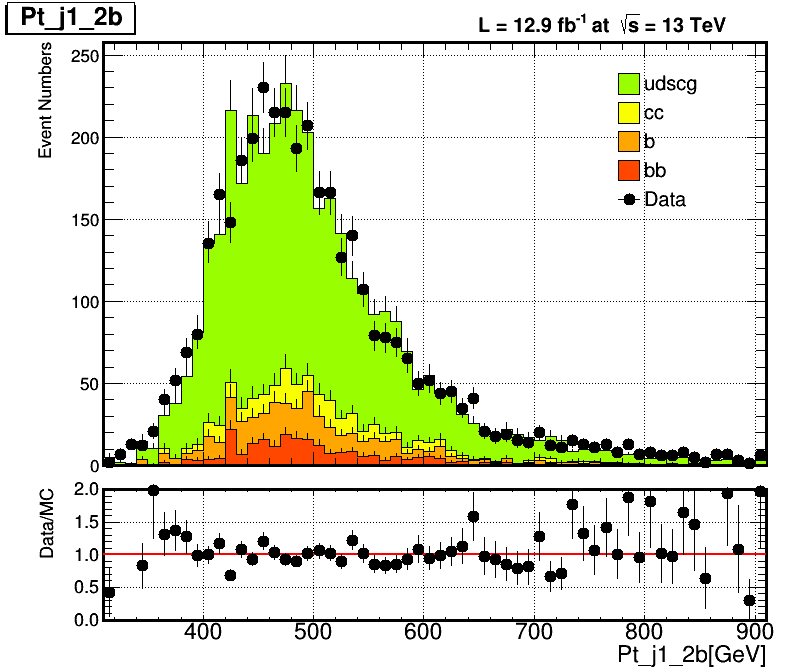 Pt_j1_2b
L = 12.9 fb⁻¹ at √s = 13 TeV
Event Numbers
250
200
150
100
50
0
udscg
cc
b
bb
Data
Data/MC
2.0
1.5
1.0
0.5
0.0
400 500 600 700 800 900
Pt_j1_2b[GeV]